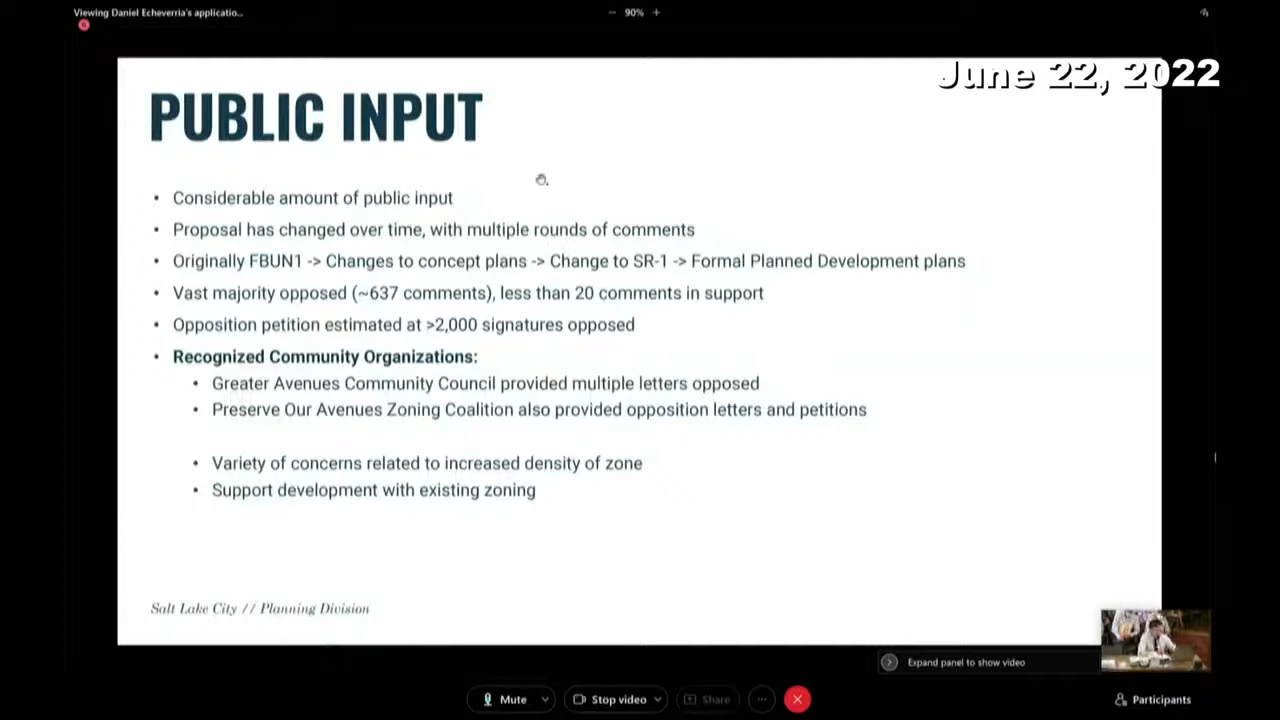 Viewing Daniel Echeverria's applicatio...
− 90% +
June 22, 2022
PUBLIC INPUT
• Considerable amount of public input
• Proposal has changed over time, with multiple rounds of comments
• Originally FBUN1 -> Changes to concept plans -> Change to SR-1 -> Formal Planned Development plans
• Vast majority opposed (~637 comments), less than 20 comments in support
• Opposition petition estimated at >2,000 signatures opposed
• Recognized Community Organizations:
• Greater Avenues Community Council provided multiple letters opposed
• Preserve Our Avenues Zoning Coalition also provided opposition letters and petitions
• Variety of concerns related to increased density of zone
• Support development with existing zoning
Salt Lake City // Planning Division
Expand panel to show video
Mute
Stop video
Share
Participants